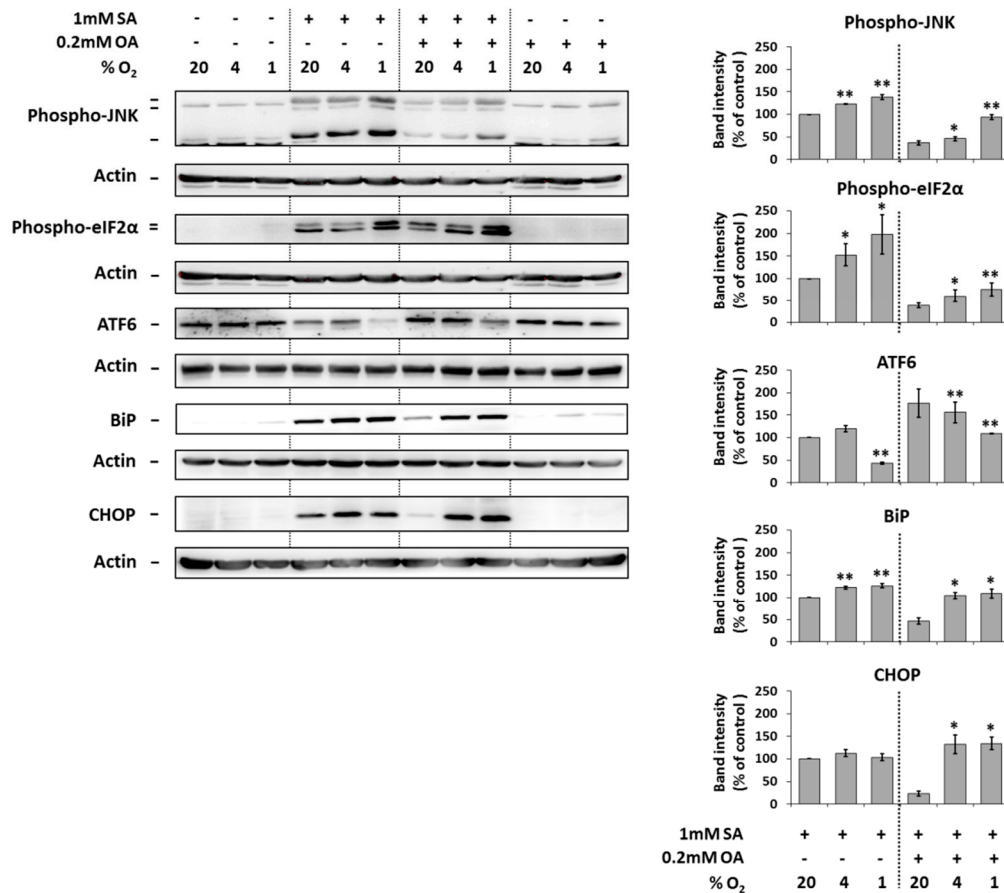 1mM SA - - - + + + + + + - - -
0.2mM OA - - - - - - + + + + + +
% O₂ 20 4 1 20 4 1 20 4 1 20 4 1
Phospho-JNK
Actin
Phospho-eIF2α
Actin
ATF6
Actin
BiP
Actin
CHOP
Actin
Phospho-JNK
Band intensity
(% of control)
250
200
150
100
50
0
** ** * **
Phospho-eIF2α
Band intensity
(% of control)
250
200
150
100
50
0
* * * **
ATF6
Band intensity
(% of control)
250
200
150
100
50
0
** ** **
BiP
Band intensity
(% of control)
250
200
150
100
50
0
** ** * *
CHOP
Band intensity
(% of control)
250
200
150
100
50
0
* *
1mM SA + + + + + +
0.2mM OA - - - + + +
% O₂ 20 4 1 20 4 1